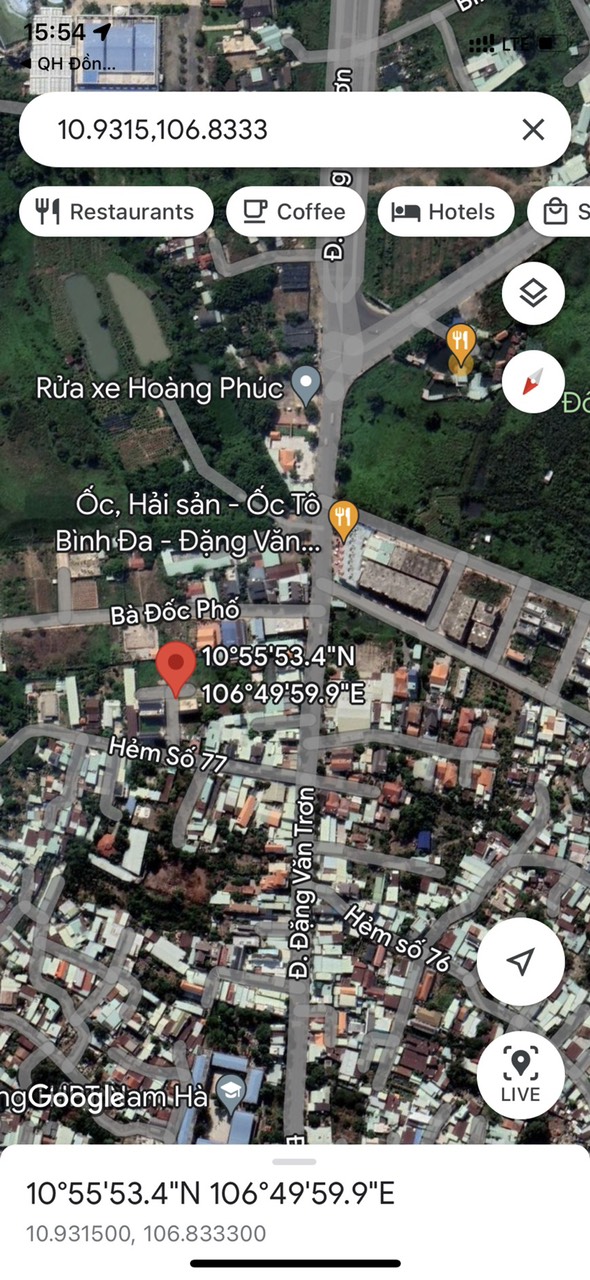 15:54
LTE
◀ QH Đồn...
10.9315,106.8333
Restaurants
Coffee
Hotels
Đ.
Rửa xe Hoàng Phúc
Ốc, Hải sản - Ốc Tô
Bình Đa - Đặng Văn...
Bà Đốc Phố
10°55'53.4"N
106°49'59.9"E
Hẻm Số 77
Đ. Đặng Văn Trơn
Hẻm số 76
Google
Nam Hà
LIVE
10°55'53.4"N 106°49'59.9"E
10.931500, 106.833300